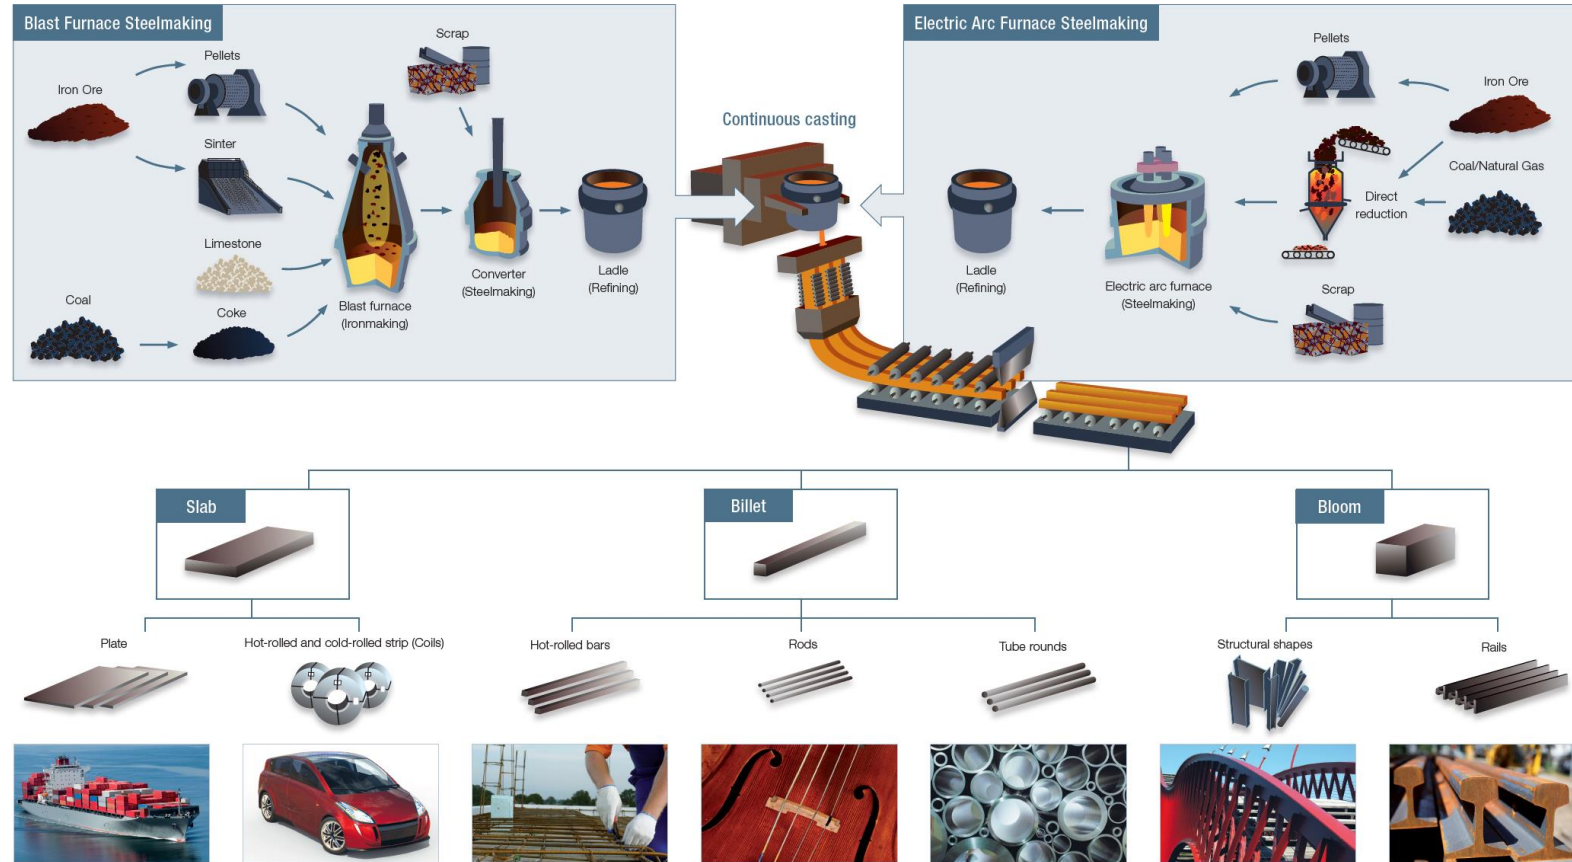 Blast Furnace Steelmaking
Iron Ore
Pellets
Sinter
Limestone
Coal
Coke
Blast furnace
(Ironmaking)
Scrap
Converter
(Steelmaking)
Ladle
(Refining)
Continuous casting
Electric Arc Furnace Steelmaking
Pellets
Iron Ore
Coal/Natural Gas
Direct
reduction
Ladle
(Refining)
Electric arc furnace
(Steelmaking)
Scrap
Slab
Billet
Bloom
Plate
Hot-rolled and cold-rolled strip (Coils)
Hot-rolled bars
Rods
Tube rounds
Structural shapes
Rails